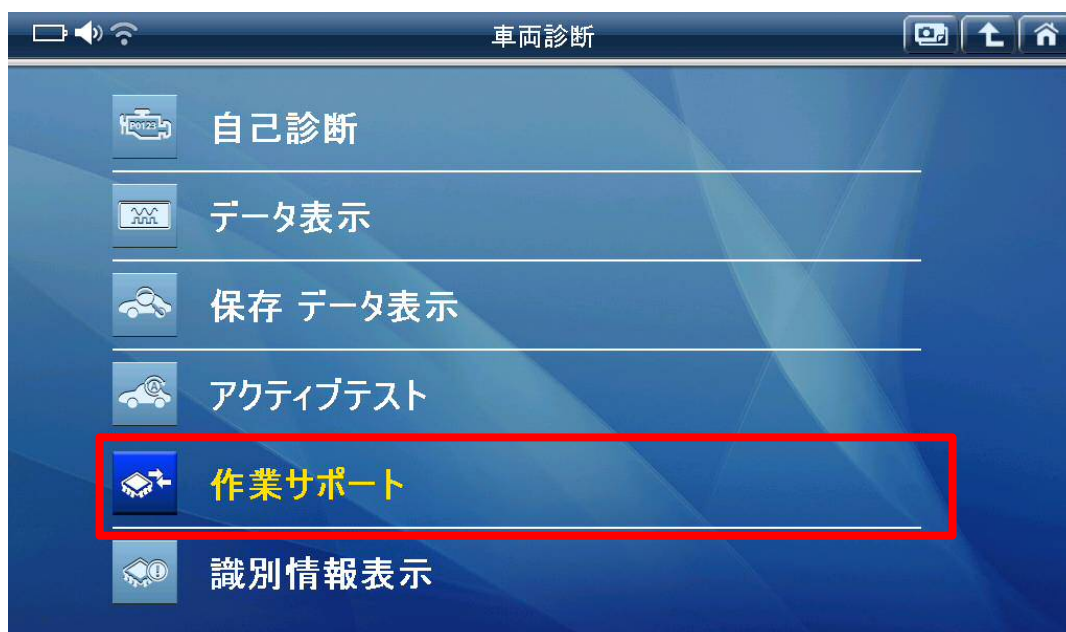 車両診断
P0123
自己診断
データ表示
保存 データ表示
アクティブテスト
作業サポート
識別情報表示